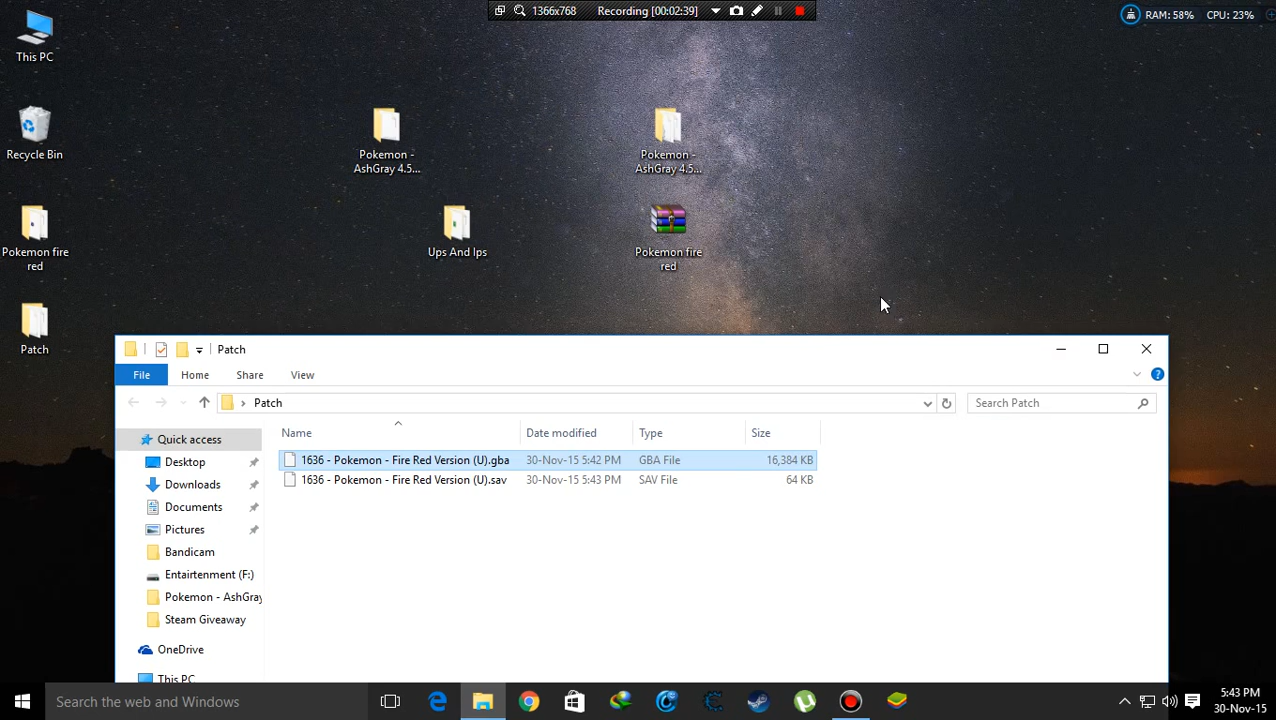 1366x768
Recording [00:02:39]
RAM: 58%
CPU: 23%
This PC
Recycle Bin
Pokemon -
AshGray 4.5...
Pokemon -
AshGray 4.5...
Pokemon fire
red
Ups And Ips
Pokemon fire
red
Patch
Patch
File
Home
Share
View
Patch
Search Patch
Name
Date modified
Type
Size
Quick access
1636 - Pokemon - Fire Red Version (U).gba
30-Nov-15 5:42 PM
GBA File
16,384 KB
1636 - Pokemon - Fire Red Version (U).sav
30-Nov-15 5:43 PM
SAV File
64 KB
Desktop
Downloads
Documents
Pictures
Bandicam
Entairtenment (F:)
Pokemon - AshGray
Steam Giveaway
OneDrive
This PC
Search the web and Windows
5:43 PM
30-Nov-15